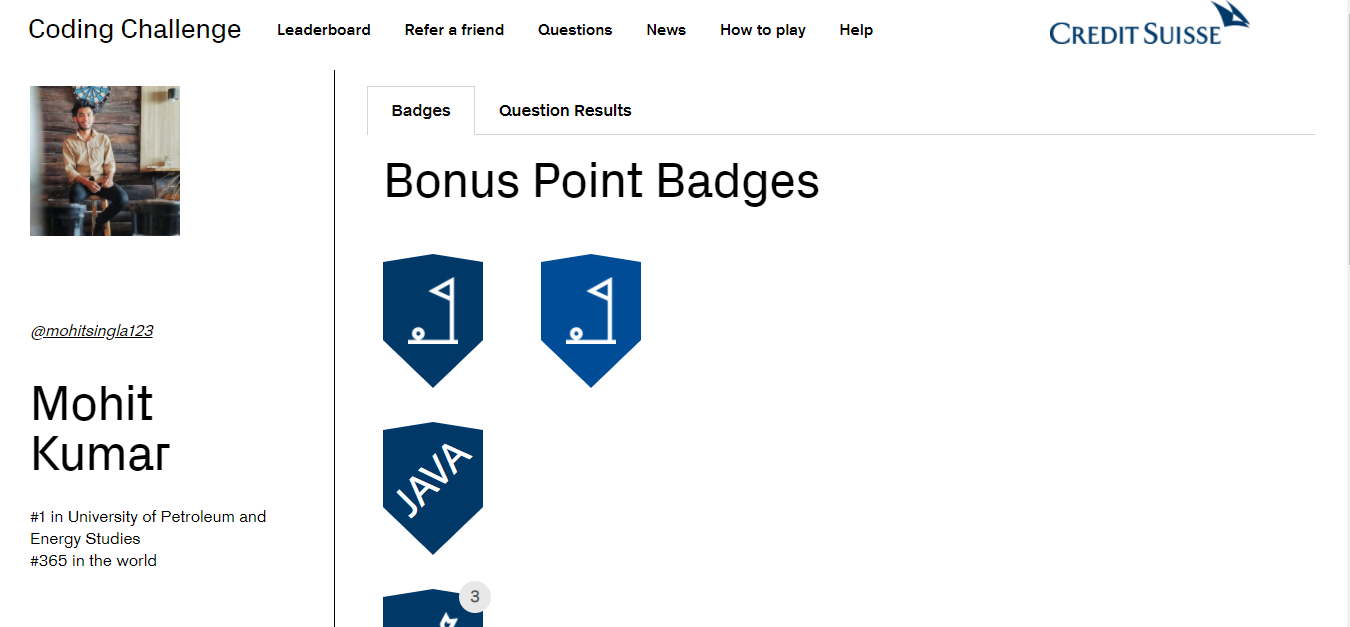 Coding Challenge
Leaderboard
Refer a friend
Questions
News
How to play
Help
CREDIT SUISSE
@mohitsingla123
Mohit
Kumar
#1 in University of Petroleum and
Energy Studies
#365 in the world
Badges
Question Results
Bonus Point Badges
JAVA
3